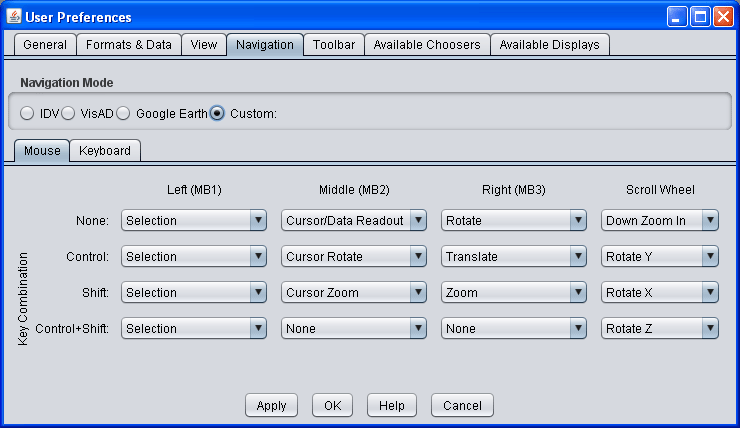 User Preferences
General Formats & Data View Navigation Toolbar Available Choosers Available Displays
Navigation Mode
IDV VisAD Google Earth Custom:
Mouse Keyboard
Left (MB1) Middle (MB2) Right (MB3) Scroll Wheel
Key Combination
None: Selection Cursor/Data Readout Rotate Down Zoom In
Control: Selection Cursor Rotate Translate Rotate Y
Shift: Selection Cursor Zoom Zoom Rotate X
Control+Shift: Selection None None Rotate Z
Apply OK Help Cancel